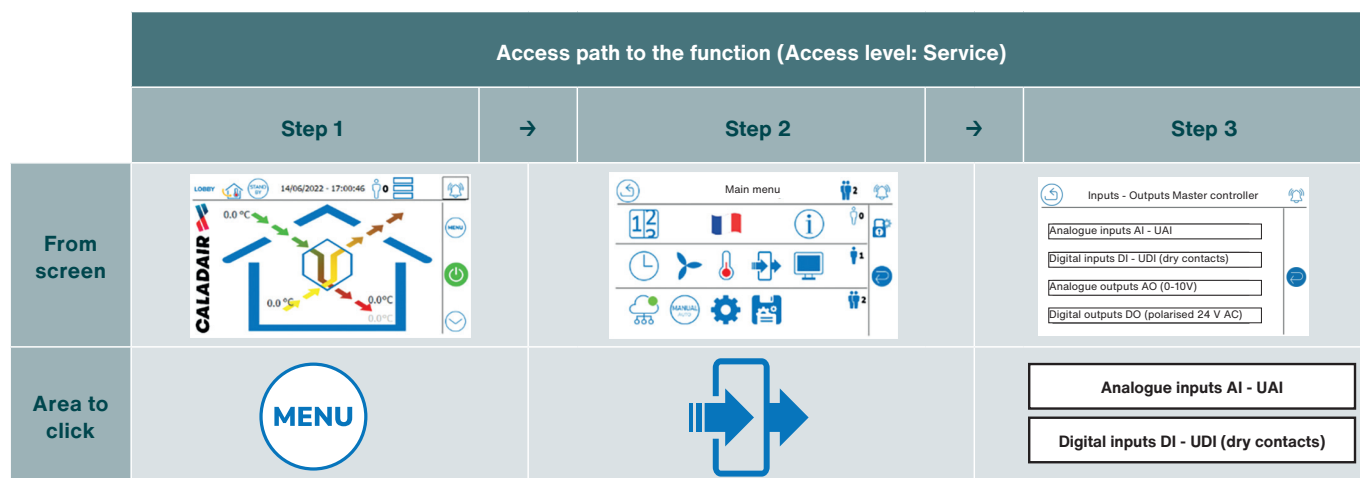 Access path to the function (Access level: Service)
Step 1 → Step 2 → Step 3
From
screen
LOBBY STAND BY 14/06/2022 - 17:00:46 0
CALADAIR
0.0 °C
MENU
0.0 °C
0.0°C
0.0°C
Main menu 2
12
2
i
0
1
MANUAL
AUTO
2
Inputs - Outputs Master controller
Analogue inputs AI - UAI
Digital inputs DI - UDI (dry contacts)
Analogue outputs AO (0-10V)
Digital outputs DO (polarised 24 V AC)
Area to
click
MENU
Analogue inputs AI - UAI
Digital inputs DI - UDI (dry contacts)